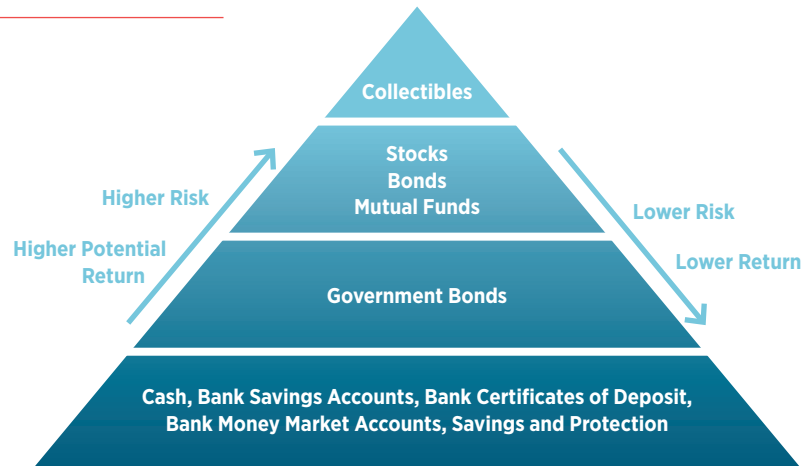 Collectibles
Stocks
Bonds
Mutual Funds
Higher Risk
Higher Potential
Return
Lower Risk
Lower Return
Government Bonds
Cash, Bank Savings Accounts, Bank Certificates of Deposit,
Bank Money Market Accounts, Savings and Protection